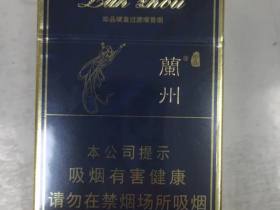 Lan Zhou
蘭州
本公司提示
吸烟有害健康
请勿在禁烟场所吸烟